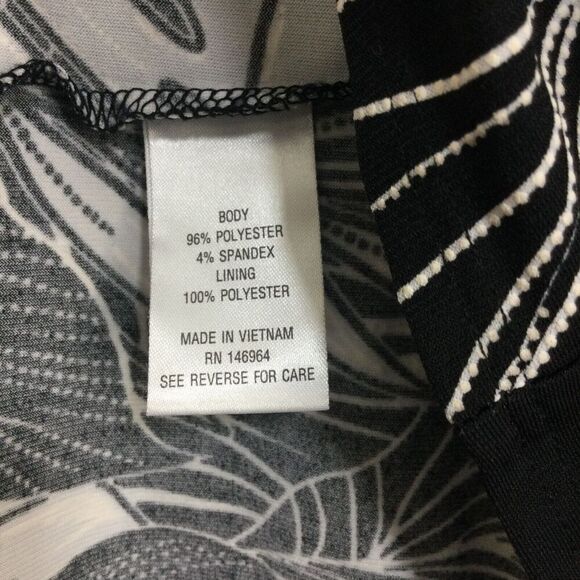 BODY
96% POLYESTER
4% SPANDEX
LINING
100% POLYESTER
MADE IN VIETNAM
RN 146964
SEE REVERSE FOR CARE